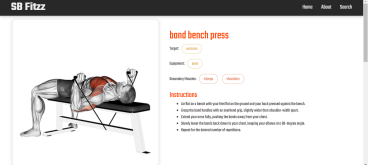 SB Fitzz
Home About Search
band bench press
Target: pectorals
Equipment: band
Secondary Muscles: triceps shoulders
Instructions
Lie flat on a bench with your feet flat on the ground and your back pressed against the bench.
Grasp the band handles with an overhand grip, slightly wider than shoulder-width apart.
Extend your arms fully, pushing the bands away from your chest.
Slowly lower the bands back down to your chest, keeping your elbows at a 90-degree angle.
Repeat for the desired number of repetitions.